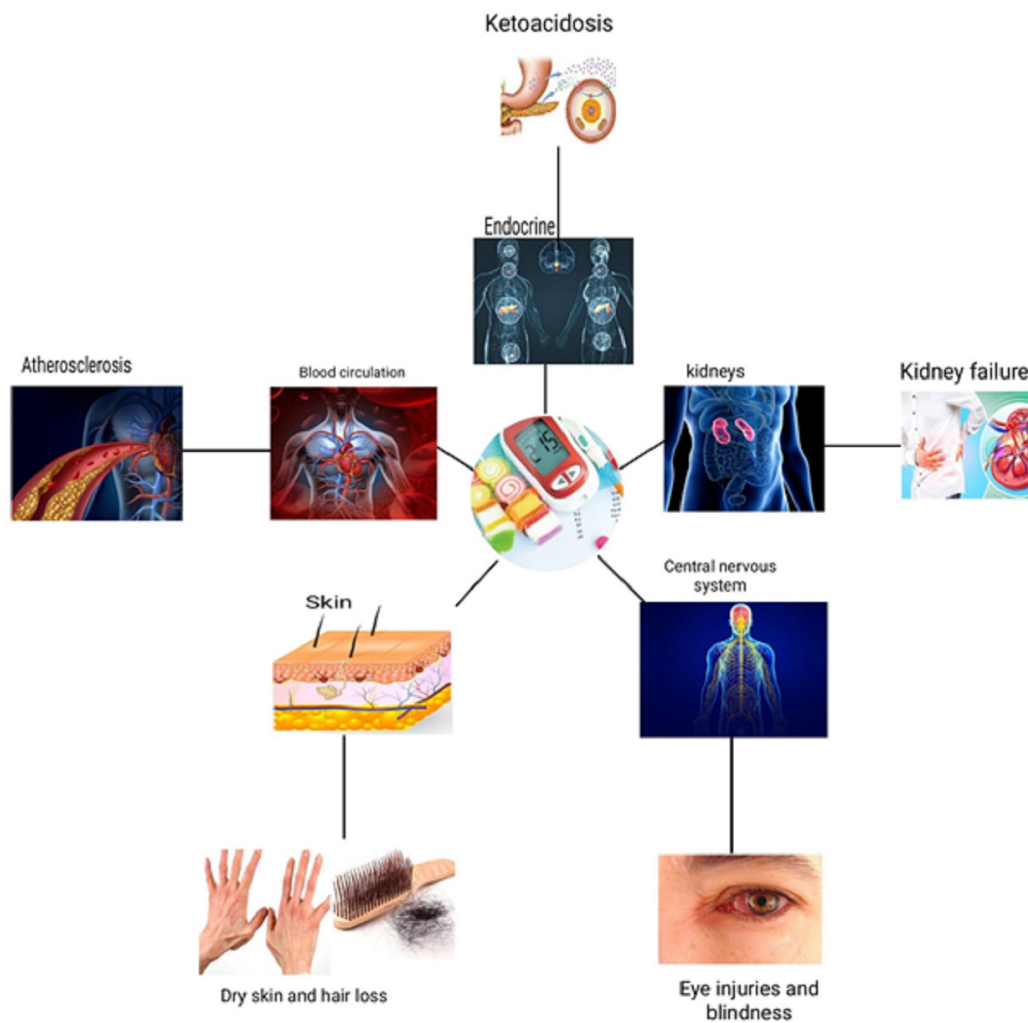 Ketoacidosis
Endocrine
Atherosclerosis
Blood circulation
kidneys
Kidney failure
Central nervous
system
Skin
Dry skin and hair loss
Eye injuries and
blindness